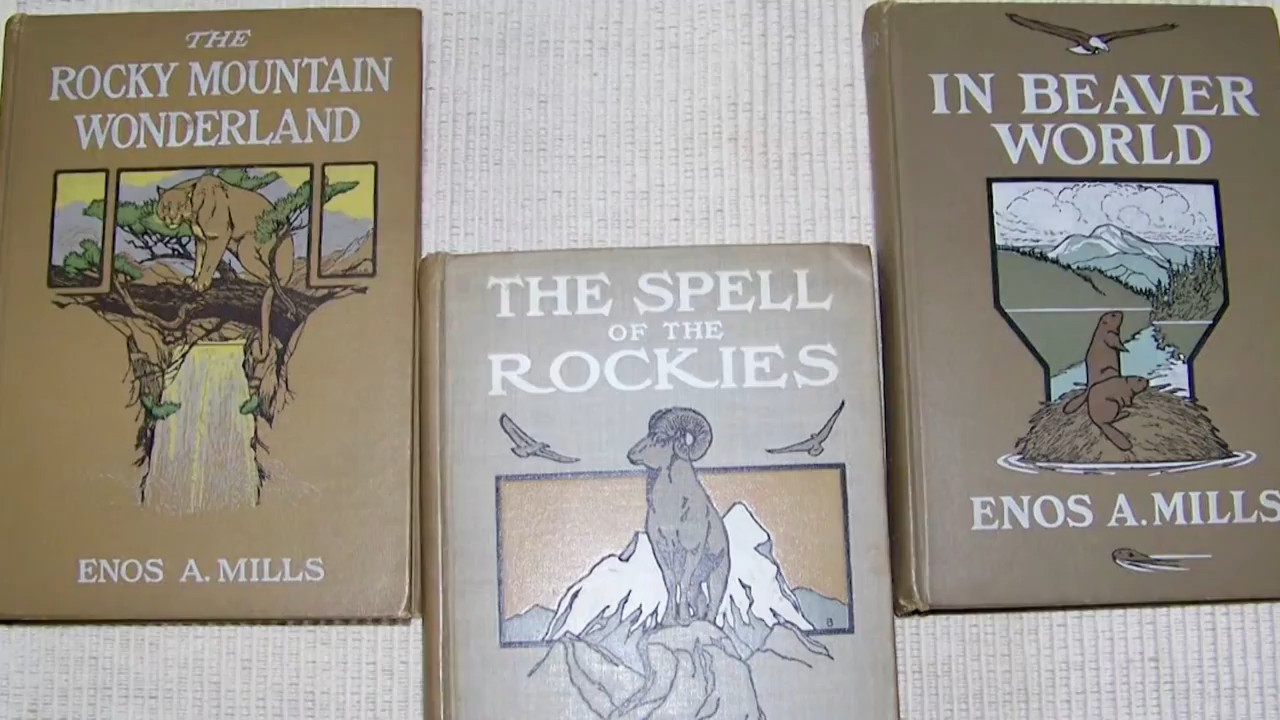 THE
ROCKY MOUNTAIN
WONDERLAND
ENOS A. MILLS
THE SPELL
OF THE
ROCKIES
B
IN BEAVER
WORLD
ENOS A. MILLS